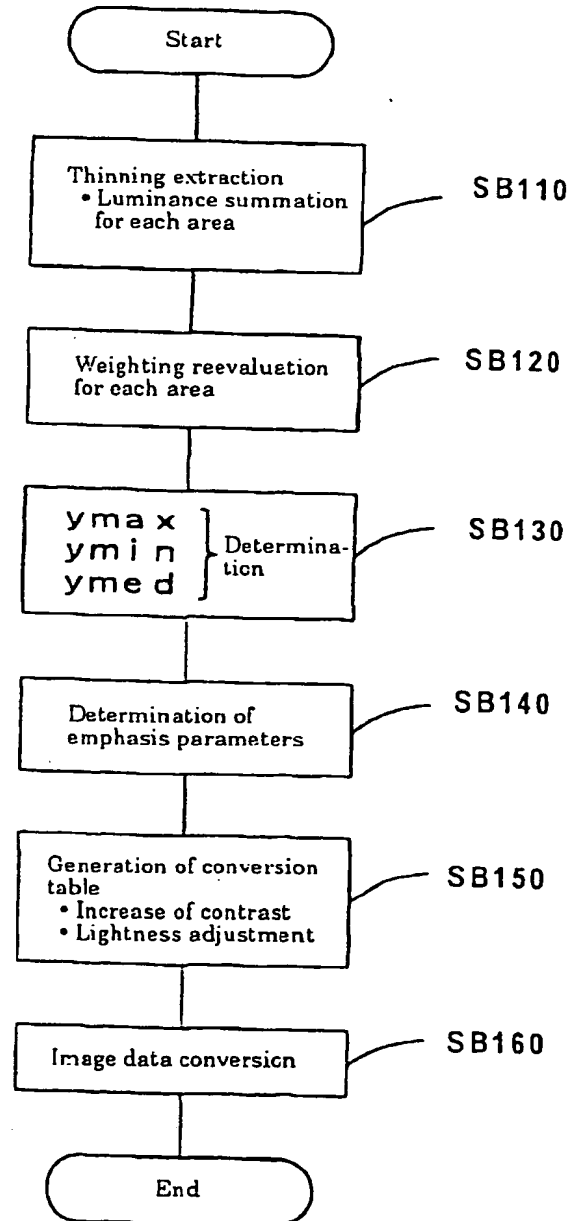 Start
Thinning extraction
• Luminance summation
for each area
SB110
Weighting reevaluation
for each area
SB120
ymax
ymin
ymed
Determina-
tion
SB130
Determination of
emphasis parameters
SB140
Generation of conversion
table
• Increase of contrast
• Lightness adjustment
SB150
Image data conversion
SB160
End